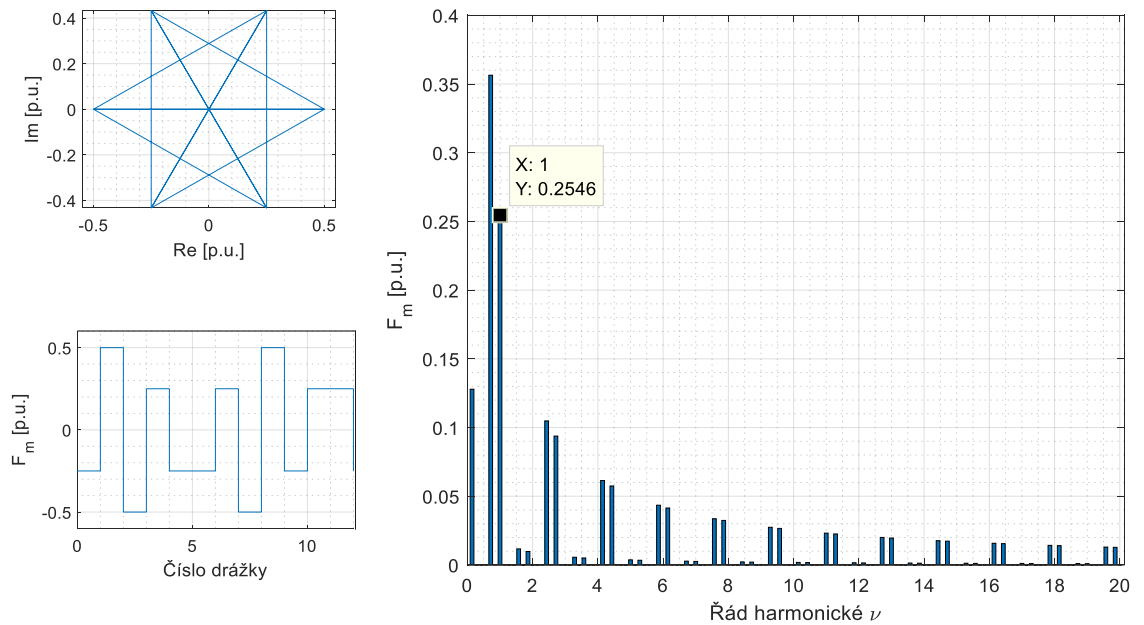 0.4
0.2
0
-0.2
-0.4
Im [p.u.]
-0.5 0 0.5
Re [p.u.]
0.5
0
-0.5
F_m [p.u.]
0 5 10
Číslo drážky
0.4
0.35
0.3
0.25
0.2
0.15
0.1
0.05
0
F_m [p.u.]
X: 1
Y: 0.2546
0 2 4 6 8 10 12 14 16 18 20
Řád harmonické ν